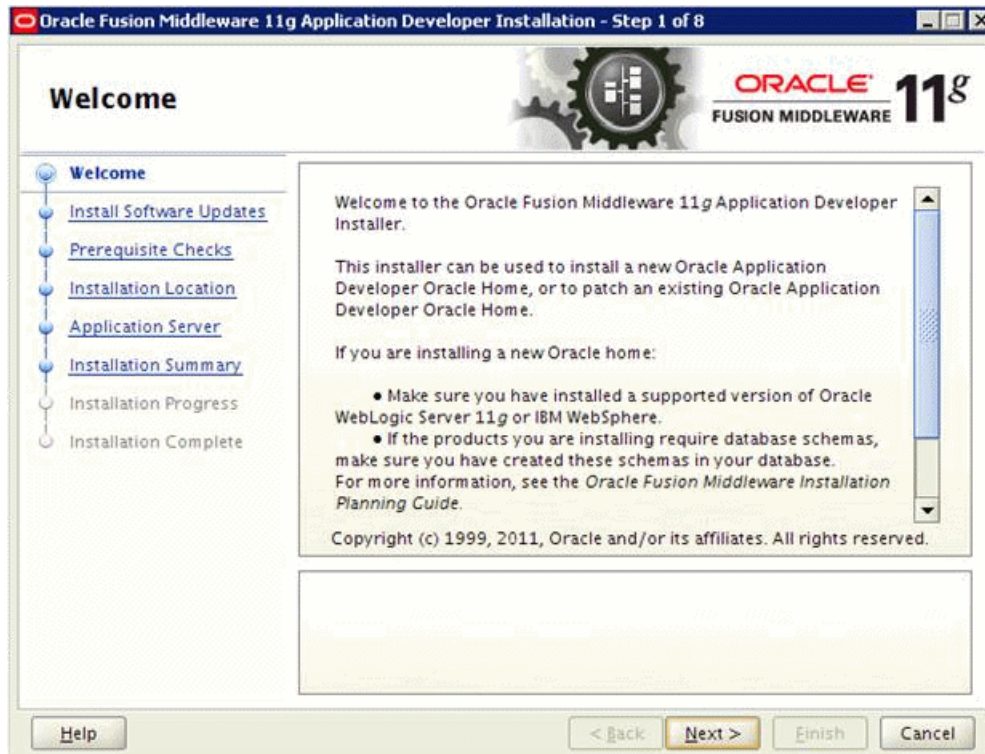 Oracle Fusion Middleware 11g Application Developer Installation - Step 1 of 8
Welcome
ORACLE
FUSION MIDDLEWARE 11g
Welcome
Install Software Updates
Prerequisite Checks
Installation Location
Application Server
Installation Summary
Installation Progress
Installation Complete
Welcome to the Oracle Fusion Middleware 11g Application Developer
Installer.
This installer can be used to install a new Oracle Application
Developer Oracle Home, or to patch an existing Oracle Application
Developer Oracle Home.
If you are installing a new Oracle home:
• Make sure you have installed a supported version of Oracle
WebLogic Server 11g or IBM WebSphere.
• If the products you are installing require database schemas,
make sure you have created these schemas in your database.
For more information, see the Oracle Fusion Middleware Installation
Planning Guide.
Copyright (c) 1999, 2011, Oracle and/or its affiliates. All rights reserved.
Help
< Back
Next >
Finish
Cancel